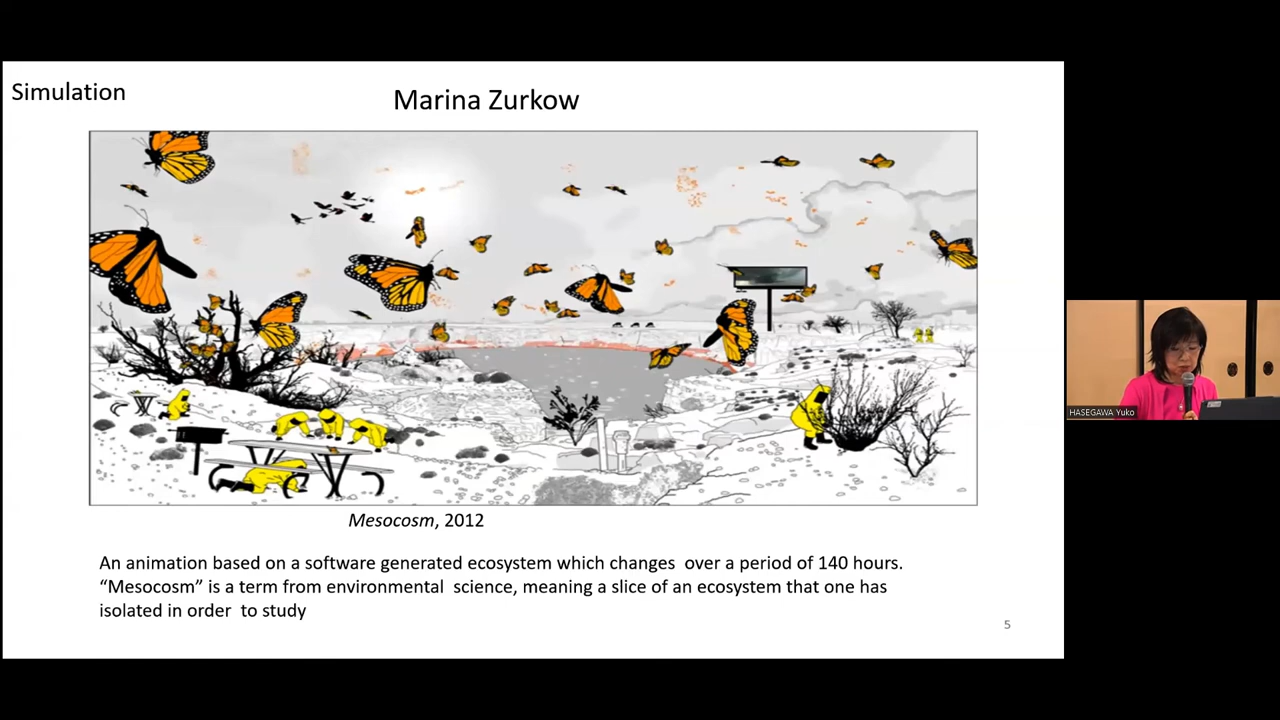 Simulation
Marina Zurkow
Mesocosm, 2012
An animation based on a software generated ecosystem which changes over a period of 140 hours.
“Mesocosm” is a term from environmental science, meaning a slice of an ecosystem that one has
isolated in order to study
5
HASEGAWA Yuko